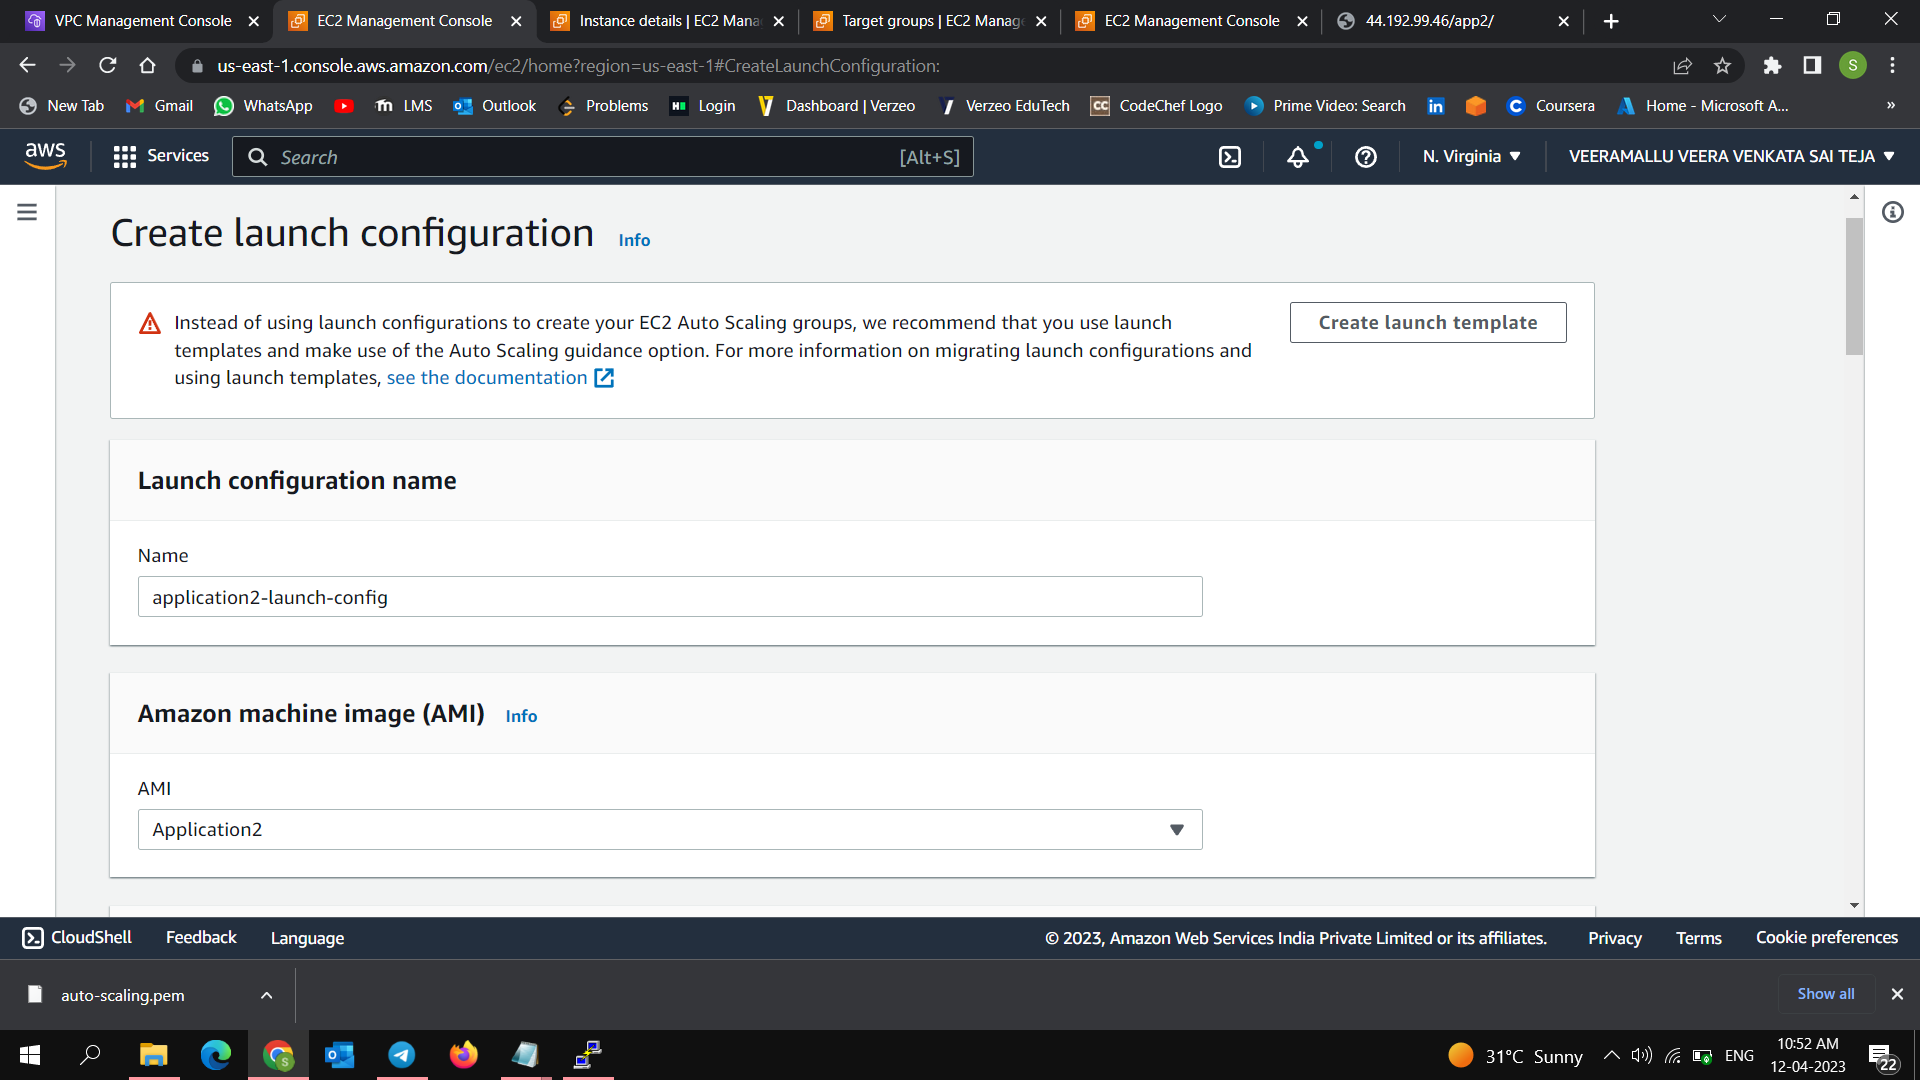 VPC Management Console
EC2 Management Console
Instance details | EC2 Mana
Target groups | EC2 Manage
EC2 Management Console
44.192.99.46/app2/
us-east-1.console.aws.amazon.com/ec2/home?region=us-east-1#CreateLaunchConfiguration:
S
New Tab
Gmail
WhatsApp
LMS
Outlook
Problems
Login
Dashboard | Verzeo
Verzeo EduTech
CodeChef Logo
Prime Video: Search
Coursera
Home - Microsoft A...
»
aws
Services
Search
[Alt+S]
N. Virginia
VEERAMALLU VEERA VENKATA SAI TEJA
Create launch configuration
Info
Instead of using launch configurations to create your EC2 Auto Scaling groups, we recommend that you use launch
templates and make use of the Auto Scaling guidance option. For more information on migrating launch configurations and
using launch templates, see the documentation
Create launch template
Launch configuration name
Name
application2-launch-config
Amazon machine image (AMI)
Info
AMI
Application2
CloudShell
Feedback
Language
© 2023, Amazon Web Services India Private Limited or its affiliates.
Privacy
Terms
Cookie preferences
auto-scaling.pem
Show all
31°C Sunny
ENG
10:52 AM
12-04-2023
22